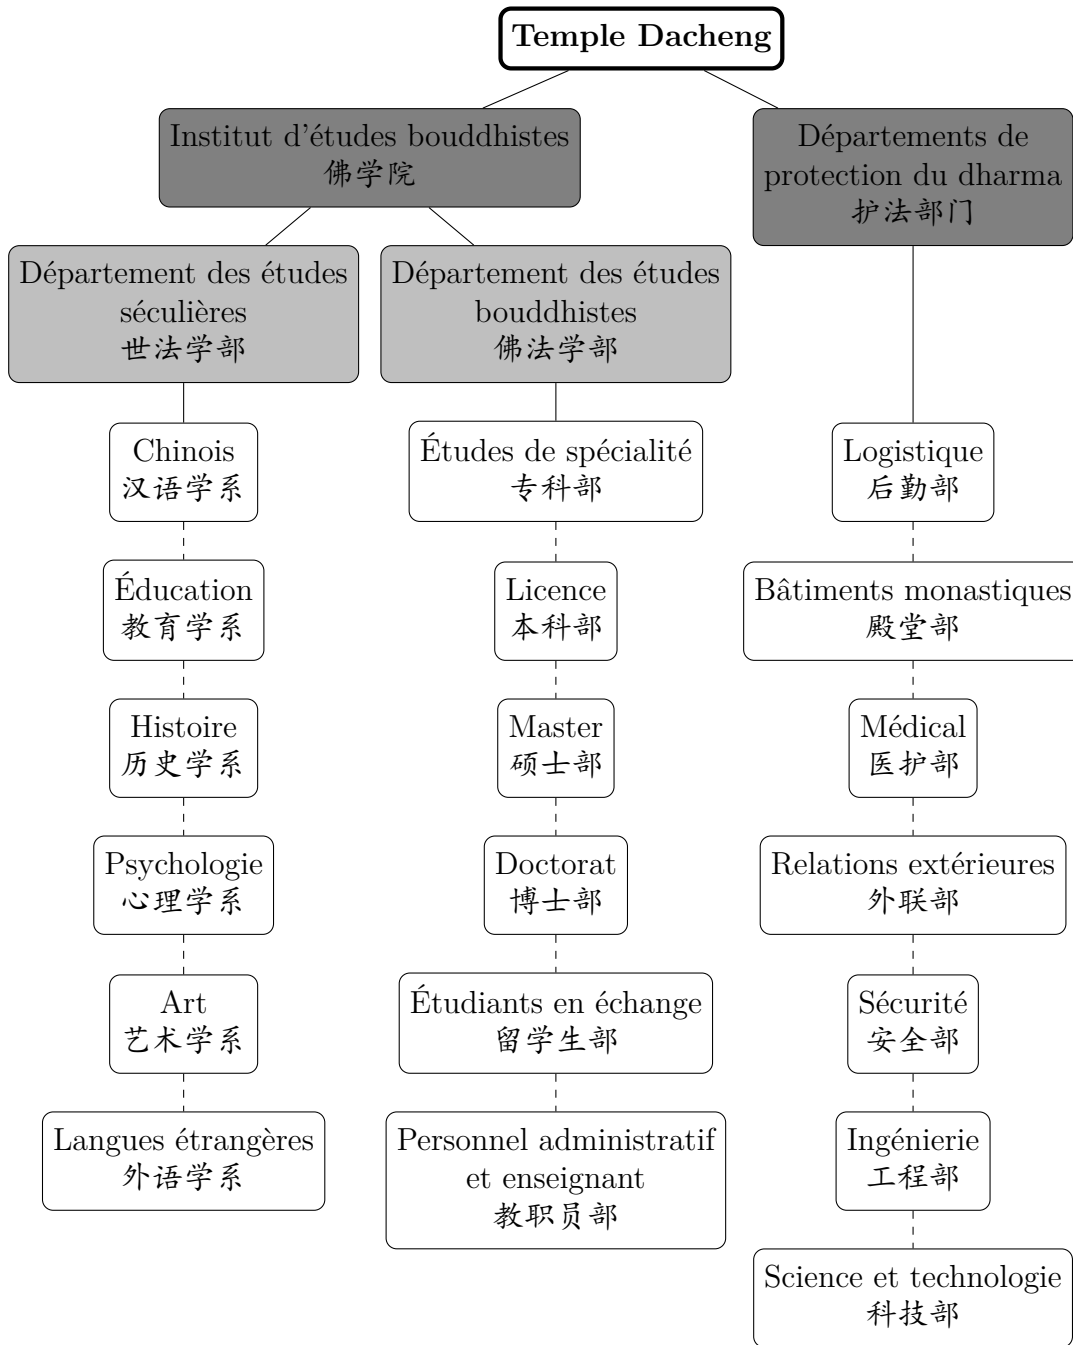 Temple Dacheng
Institut d'études bouddhistes
佛学院
Départements de
protection du dharma
护法部门
Département des études
séculières
世法学部
Département des études
bouddhistes
佛法学部
Chinois
汉语学系
Études de spécialité
专科部
Logistique
后勤部
Éducation
教育学系
Licence
本科部
Bâtiments monastiques
殿堂部
Histoire
历史学系
Master
硕士部
Médical
医护部
Psychologie
心理学系
Doctorat
博士部
Relations extérieures
外联部
Art
艺术学系
Étudiants en échange
留学生部
Sécurité
安全部
Langues étrangères
外语学系
Personnel administratif
et enseignant
教职员部
Ingénierie
工程部
Science et technologie
科技部